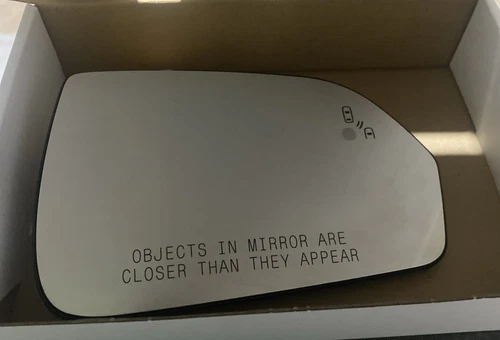 OBJECTS IN MIRROR ARE
CLOSER THAN THEY APPEAR